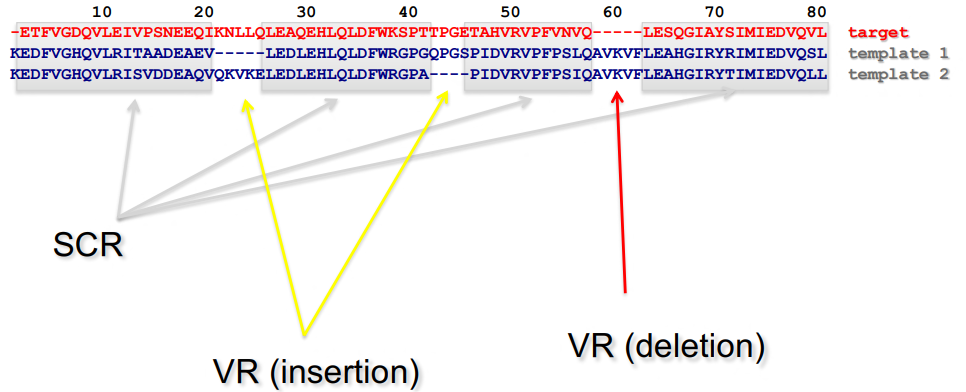 10 20 30 40 50 60 70 80
-ETFVGDQVLEIVPSNEEQIKNLLQLEAQEHLQLDFWKSPTTPGETAHVRVPFVNVQ-----LESQGIAYSIMIEDVQVL target
KEDFVGHQVLRITAADEAEV-----LEDLEHLQLDFWRGPGQPGSPIDVRVPFPSLQAVKVFLEAHGIRYRIMIEDVQSL template 1
KEDFVGHQVLRISVDDEAQVQKVKELEDLEHLQLDFWRGPA----PIDVRVPFPSIQAVKVFLEAHGIRYTIMIEDVQLL template 2
SCR
VR (insertion)
VR (deletion)